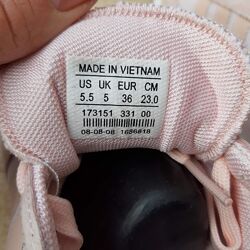 MADE IN VIETNAM
US UK EUR CM
5.5 5 36 23.0
173151 331 00
08-08-08 1686818